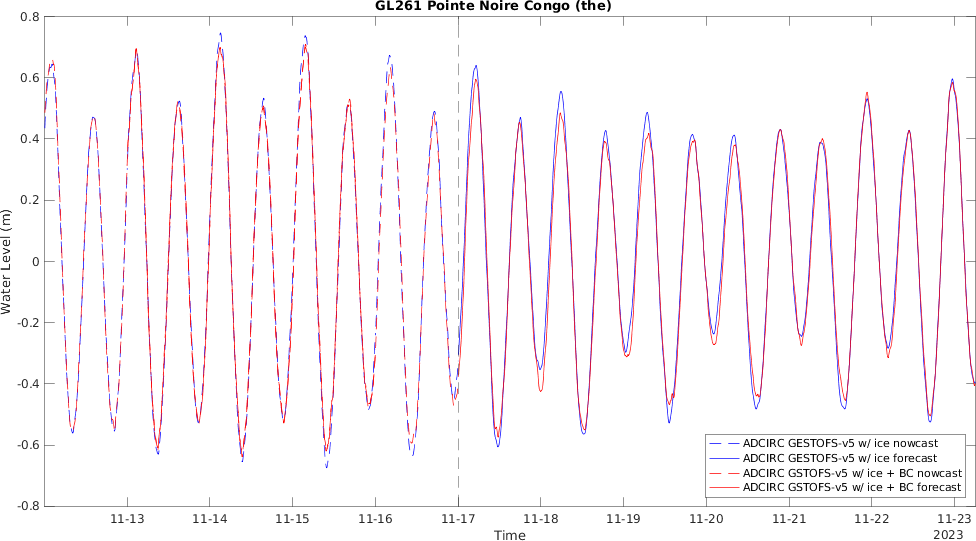 GL261 Pointe Noire Congo (the)
Water Level (m)
0.8
0.6
0.4
0.2
0
-0.2
-0.4
-0.6
-0.8
ADCIRC GESTOFS-v5 w/ ice nowcast
ADCIRC GESTOFS-v5 w/ ice forecast
ADCIRC GSTOFS-v5 w/ ice + BC nowcast
ADCIRC GSTOFS-v5 w/ ice + BC forecast
11-13 11-14 11-15 11-16 11-17 11-18 11-19 11-20 11-21 11-22 11-23
Time 2023